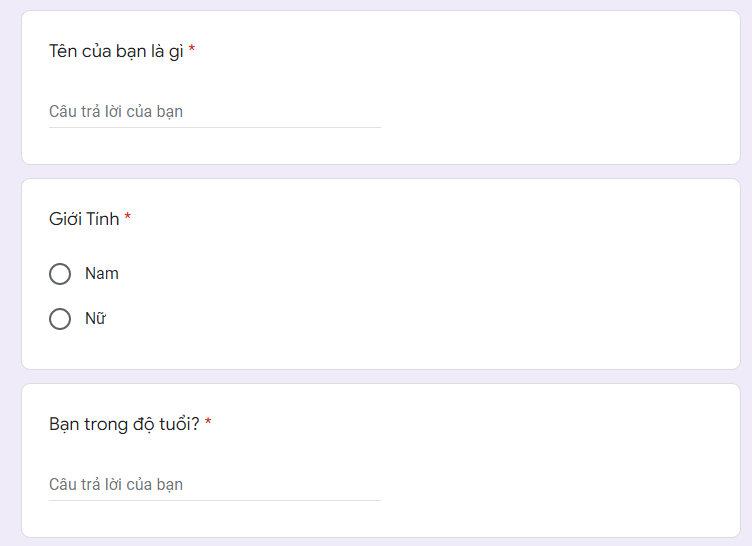 Tên của bạn là gì *
Câu trả lời của bạn
Giới Tính *
Nam
Nữ
Bạn trong độ tuổi? *
Câu trả lời của bạn